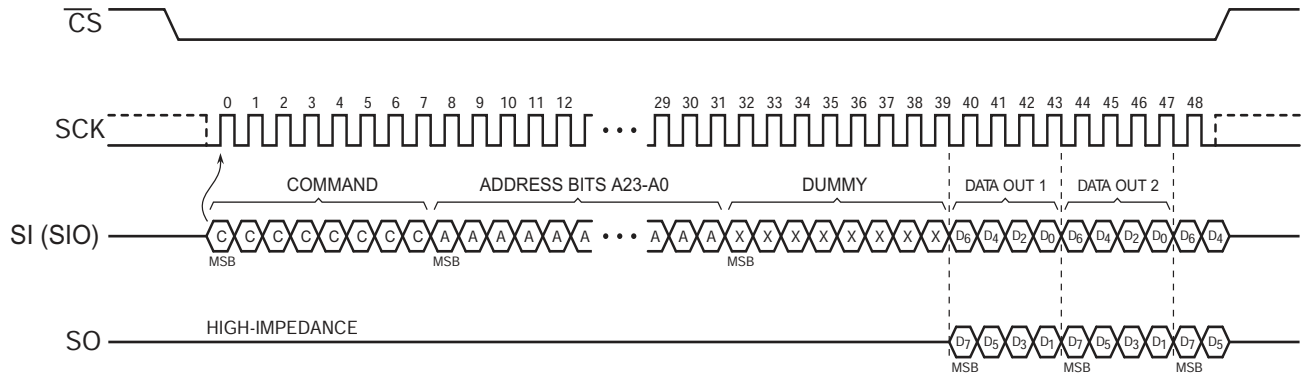 CS
0 1 2 3 4 5 6 7 8 9 10 11 12 29 30 31 32 33 34 35 36 37 38 39 40 41 42 43 44 45 46 47 48
SCK
COMMAND ADDRESS BITS A23-A0 DUMMY DATA OUT 1 DATA OUT 2
SI (SIO) C C C C C C C C A A A A A A A A A X X X X X X X X D6 D4 D2 D0 D6 D4 D2 D0 D6 D4
MSB MSB MSB
HIGH-IMPEDANCE
SO D7 D5 D3 D1 D7 D5 D3 D1 D7 D5
MSB MSB MSB